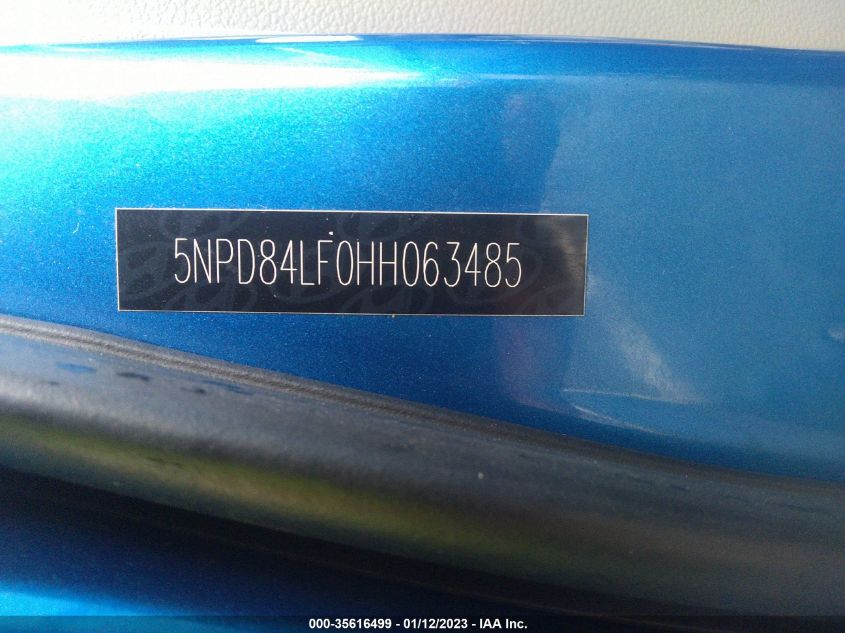 5NPD84LF0HH063485
000-35616499 - 01/12/2023 - IAA Inc.